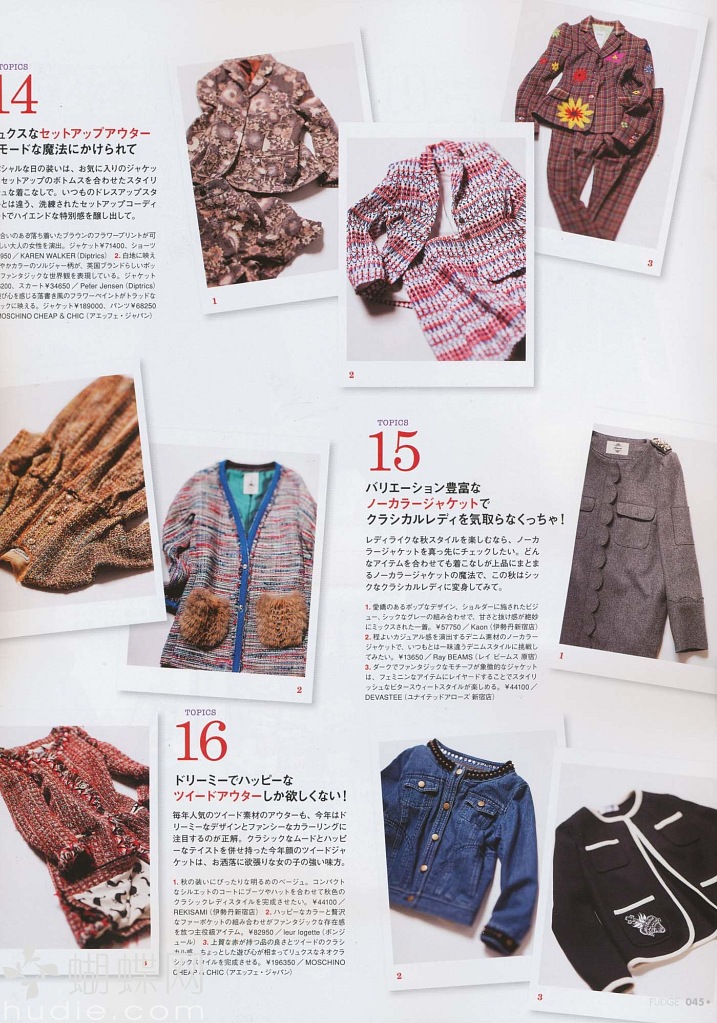 TOPICS
14
ュクスなセットアップアウター
モードな魔法にかけられて
シャルな日の装いは、お気に入りのジャケッ
セットアップのボトムスを合わせたスタイリ
ュな着こなしで。いつものドレスアップスタ
とは違う、洗練されたセットアップコーディ
トでハイエンドな特別感を醸し出して。
合いのある落ち着いたブラウンのフラワープリントが可
しい大人の女性を演出。ジャケット¥71400、ショーツ
950／KAREN WALKER（Diptrics） 2. 白地に映え
やかカラーのソルジャー柄が、英国ブランドらしいポッ
ファンタジックな世界観を表現している。ジャケット
200、スカート¥34650／Peter Jensen（Diptrics）
び心を感じる落書き風のフラワーペイントがトラッドな
ックに映える。ジャケット¥189000、パンツ¥68250
MOSCHINO CHEAP & CHIC（アエッフェ・ジャパン）
1
2
3
2
TOPICS
15
バリエーション豊富な
ノーカラージャケットで
クラシカルレディを気取らなくっちゃ！
レディライクな秋スタイルを楽しむなら、ノーカ
ラージャケットを真っ先にチェックしたい。どん
なアイテムを合わせても着こなしが上品にまとま
るノーカラージャケットの魔法で、この秋はシッ
クなクラシカルレディに変身してみて。
1. 愛嬌のあるポップなデザイン、ショルダーに施されたビジ
ュー、シックなグレーの組み合わせで、甘さと抜け感が絶妙
にミックスされた一着。¥57750／Kaon（伊勢丹新宿店）
2. 程よいカジュアル感を演出するデニム素材のノーカラー
ジャケットで、いつもとは一味違うデニムスタイルに挑戦し
てみたい。¥13650／Ray BEAMS（レイ ビームス 原宿）
3. ダークでファンタジックなモチーフが象徴的なジャケット
は、フェミニンなアイテムにレイヤードすることでスタイリ
ッシュなビタースウィートスタイルが楽しめる。¥44100／
DEVASTEE（ユナイテッドアローズ 新宿店）
1
TOPICS
16
ドリーミーでハッピーな
ツイードアウターしか欲しくない！
毎年人気のツイード素材のアウターも、今年はド
リーミーなデザインとファンシーなカラーリングに
注目するのが正解。クラシックなムードとハッピ
ーなテイストを併せ持った今年顔のツイードジャ
ケットは、お洒落に欲張りな女の子の強い味方。
1. 秋の装いにぴったりな明るめのベージュ。コンパクト
なシルエットのコートにブーツやハットを合わせて秋色の
クラシックレディスタイルを完成させたい。¥44100／
REKISAMI（伊勢丹新宿店） 2. ハッピーなカラーと贅沢
なファーポケットの組み合わせがファンタジックな存在感
を放つ主役級アイテム。¥82950／leur logette（ボンジ
ュール） 3. 上質な赤が持つ品の良さとツイードのクラシ
カル感、ちょっとした遊び心が相まってリュクスなネオクラ
シックスタイルを完成させる。¥196350／MOSCHINO
CHEAP & CHIC（アエッフェ・ジャパン）
2
3
FUDGE 045
蝴蝶网
hudie.com